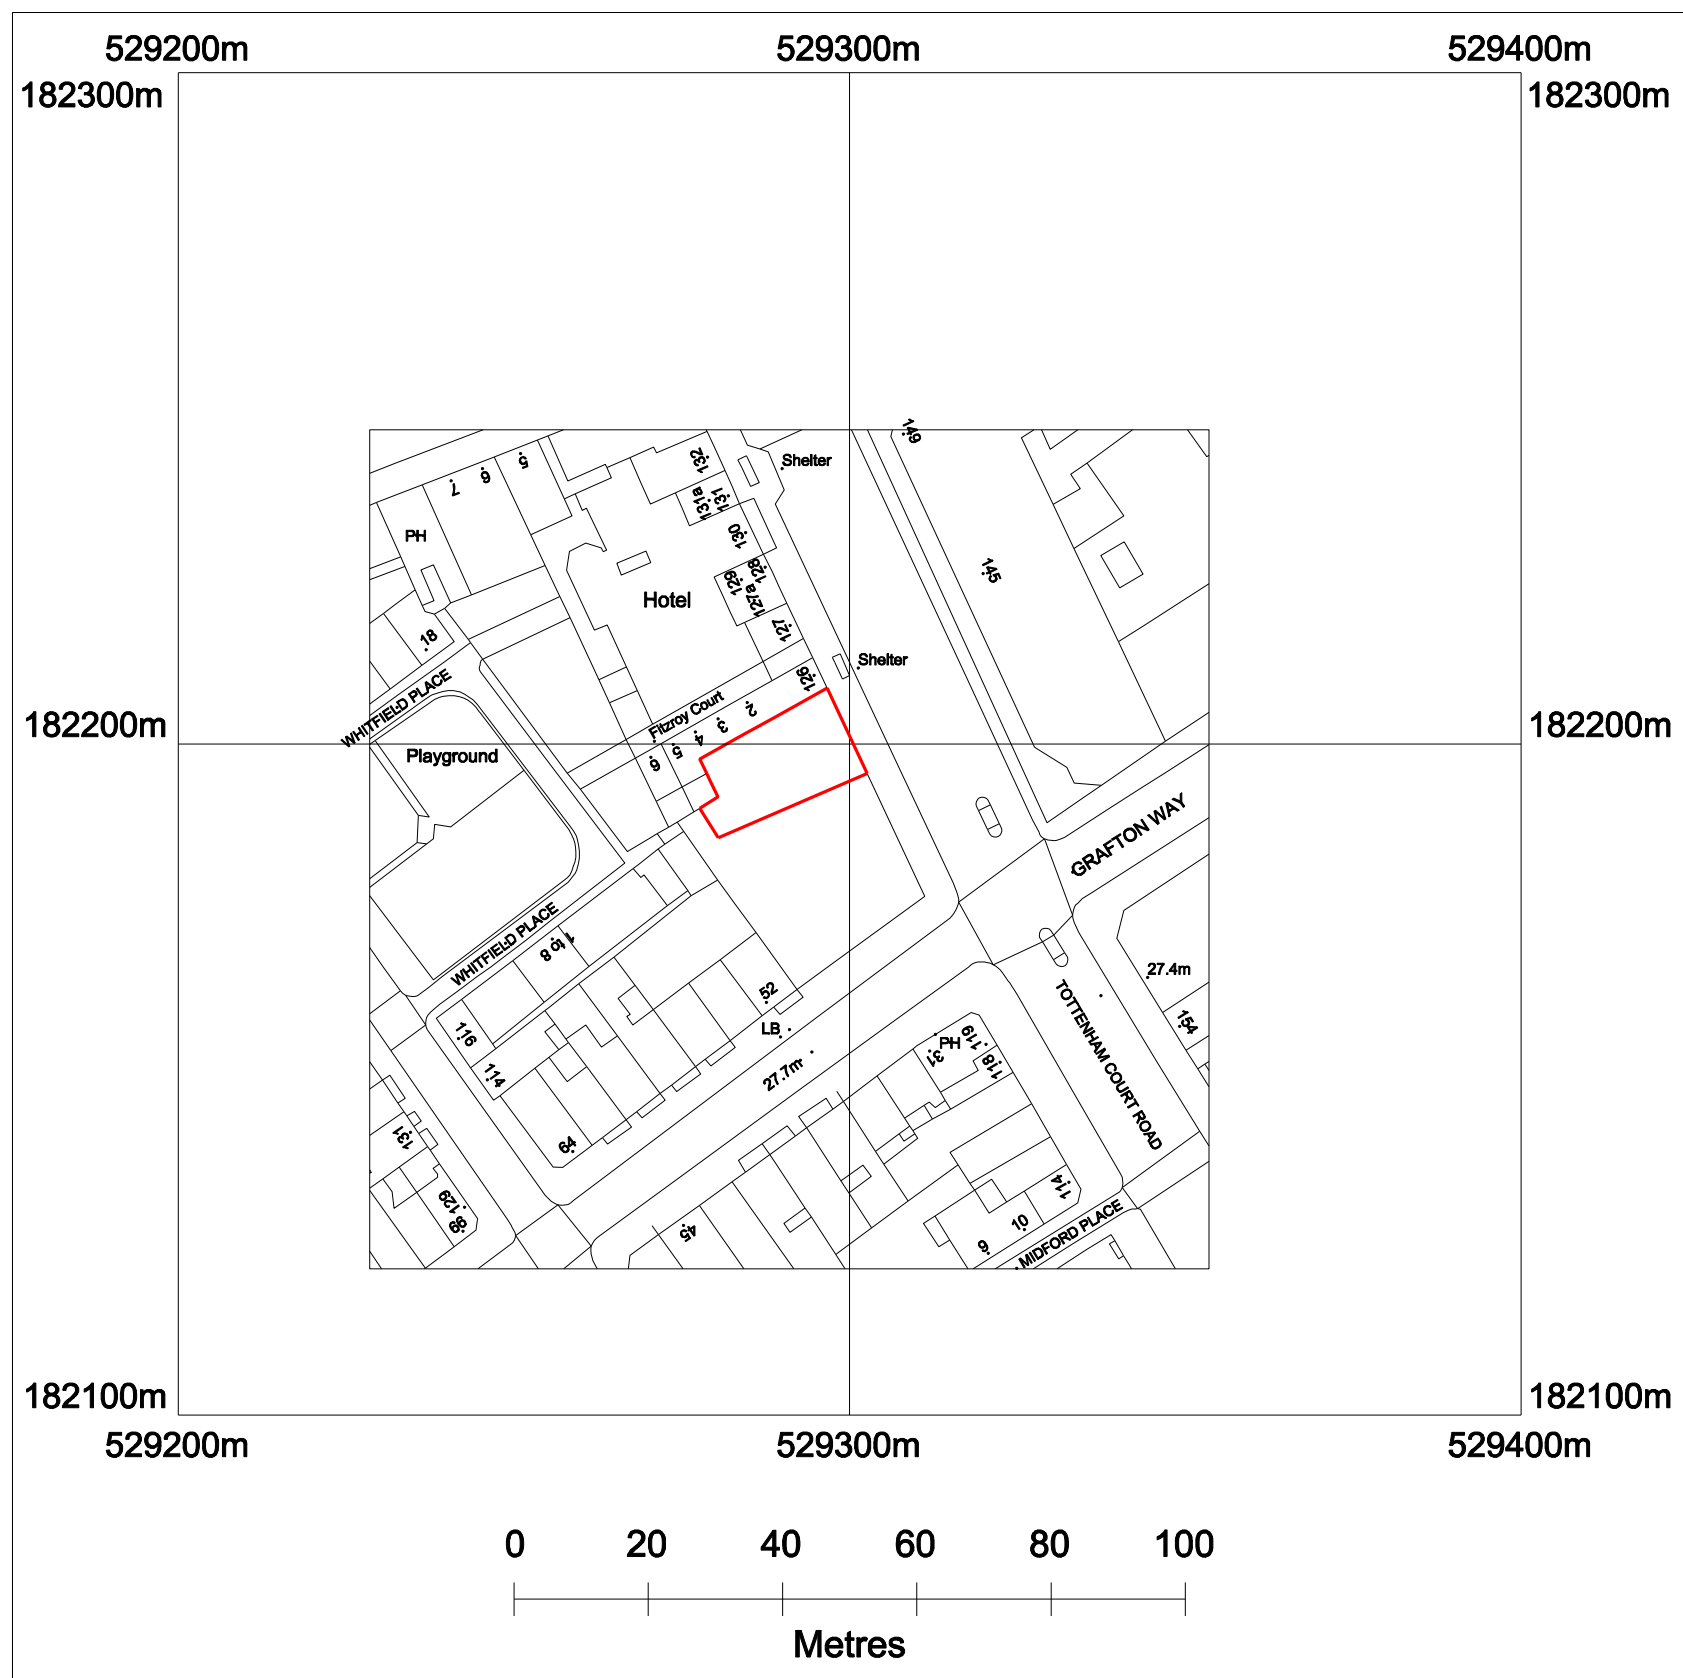 529200m 529300m 529400m
182300m 182300m
149
132
Shelter
5
6
7
131a
131
PH
130
145
128
129
127a
Hotel
127
18
Shelter
126
WHITFIELD PLACE
Fitzroy Court
2
3
4
5
6
182200m 182200m
Playground
GRAFTON WAY
WHITFIELD PLACE
1 to 8
27.4m
52
TOTTENHAM COURT ROAD
154
LB
116
PH
119
31
118
114
27.7m
131
64
129
99
114
45
10
9
MIDFORD PLACE
182100m 182100m
529200m 529300m 529400m
0 20 40 60 80 100
Metres